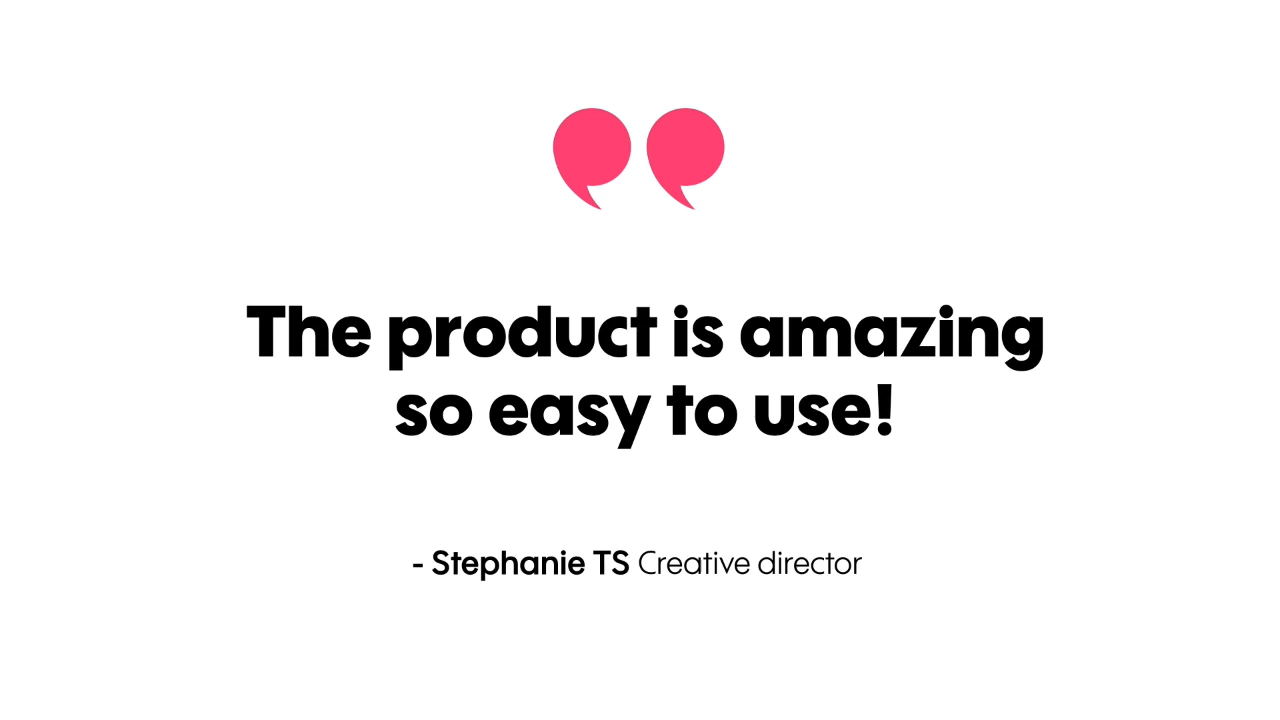 The product is amazing
so easy to use!
- Stephanie TS Creative director